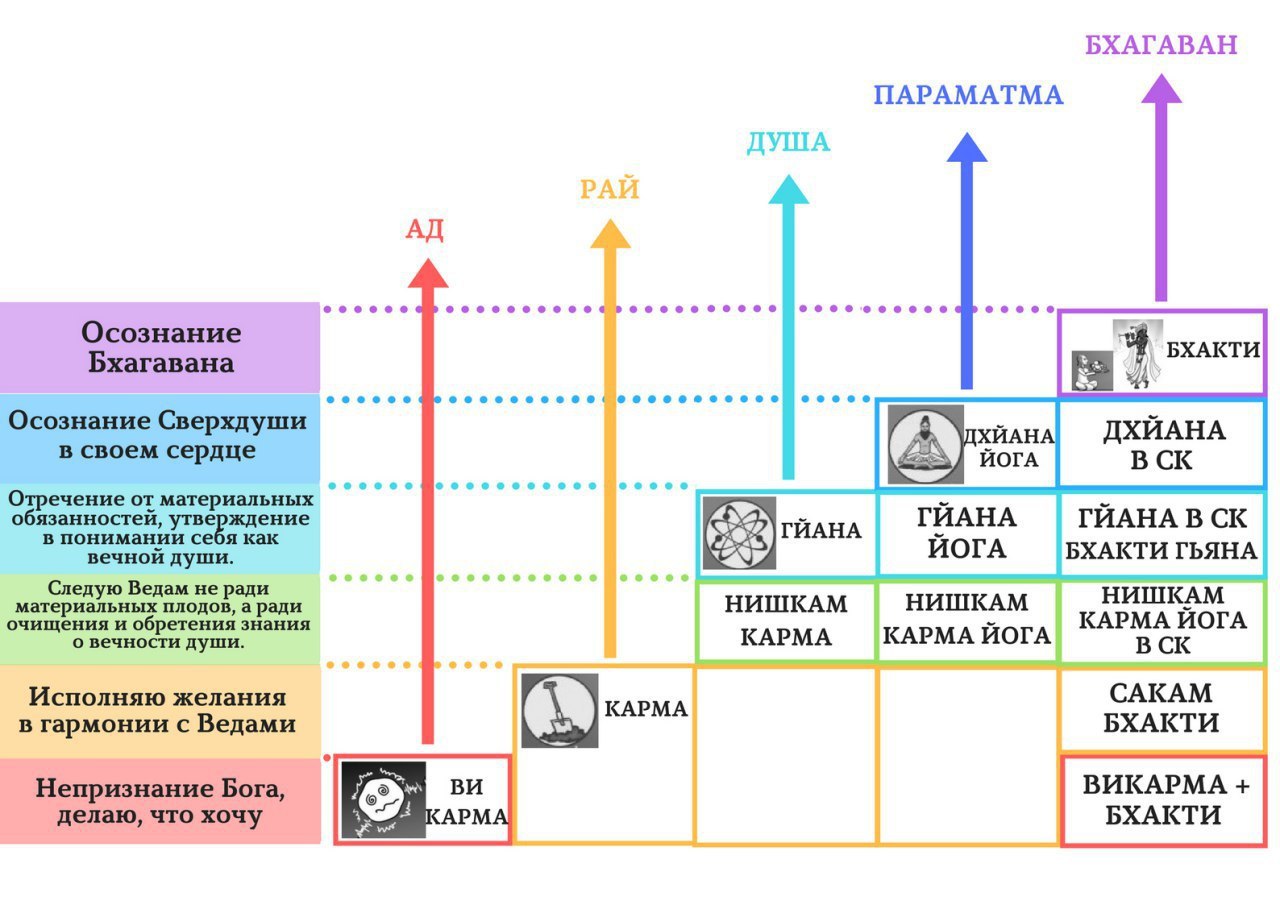 БХАГАВАН
ПАРАМАТМА
ДУША
РАЙ
АД
Осознание
Бхагавана
БХАКТИ
Осознание Сверхдуши
в своем сердце
ДХЙАНА
ЙОГА
ДХЙАНА
В СК
Отречение от материальных
обязанностей, утверждение
в понимании себя как
вечной души.
ГЙАНА
ГЙАНА
ЙОГА
ГЙАНА В СК
БХАКТИ ГЬЯНА
Следую Ведам не ради
материальных плодов, а ради
очищения и обретения знания
о вечности души.
НИШКАМ
КАРМА
НИШКАМ
КАРМА ЙОГА
НИШКАМ
КАРМА ЙОГА
В СК
Исполняю желания
в гармонии с Ведами
КАРМА
САКАМ
БХАКТИ
Непризнание Бога,
делаю, что хочу
ВИ
КАРМА
ВИКАРМА +
БХАКТИ